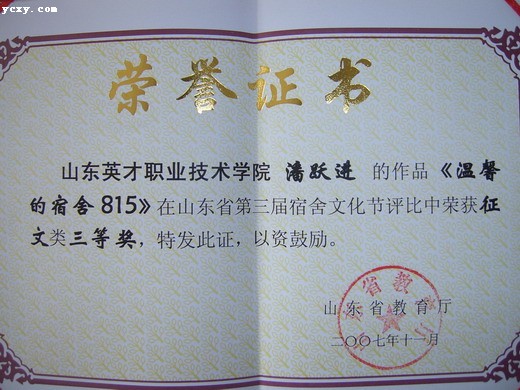 ycxy.com
荣誉证书
山东英才职业技术学院 潘跃进 的作品《温馨
的宿舍815》在山东省第三届宿舍文化节评比中荣获征
文类三等奖，特发此证，以资鼓励。
山东省教育厅
二〇〇七年十一月